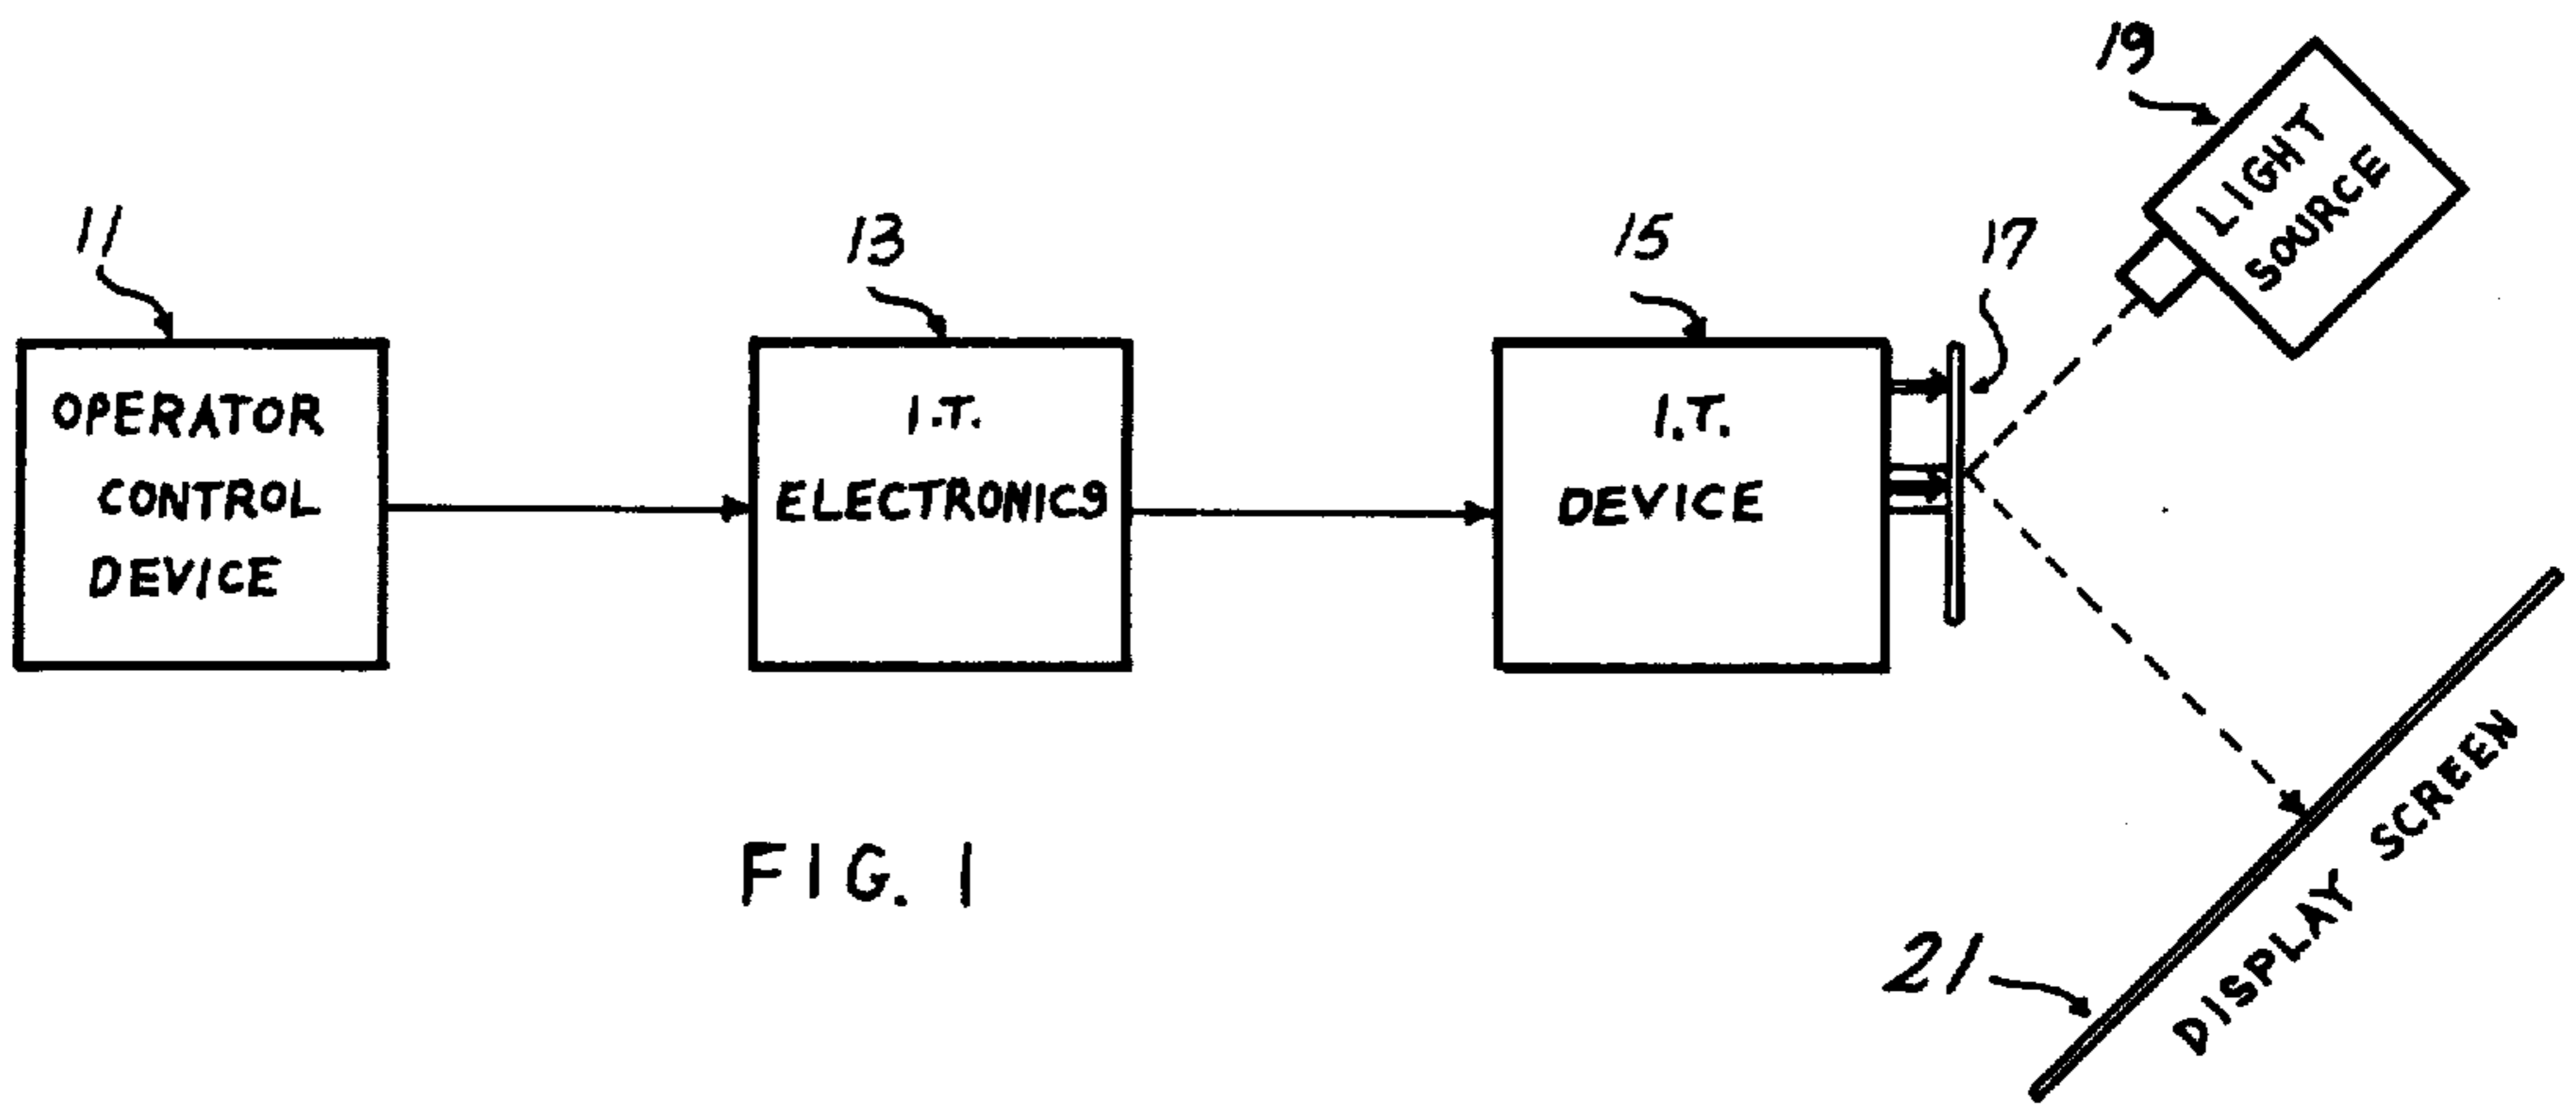 19
LIGHT
SOURCE
11
13
15
17
OPERATOR
CONTROL
DEVICE
I.T.
ELECTRONICS
I.T.
DEVICE
DISPLAY SCREEN
21
FIG. 1